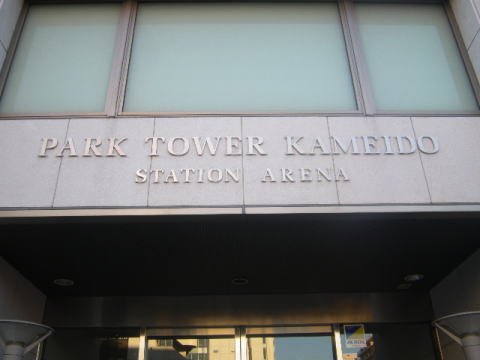 PARK TOWER KAMEIDO
STATION ARENA